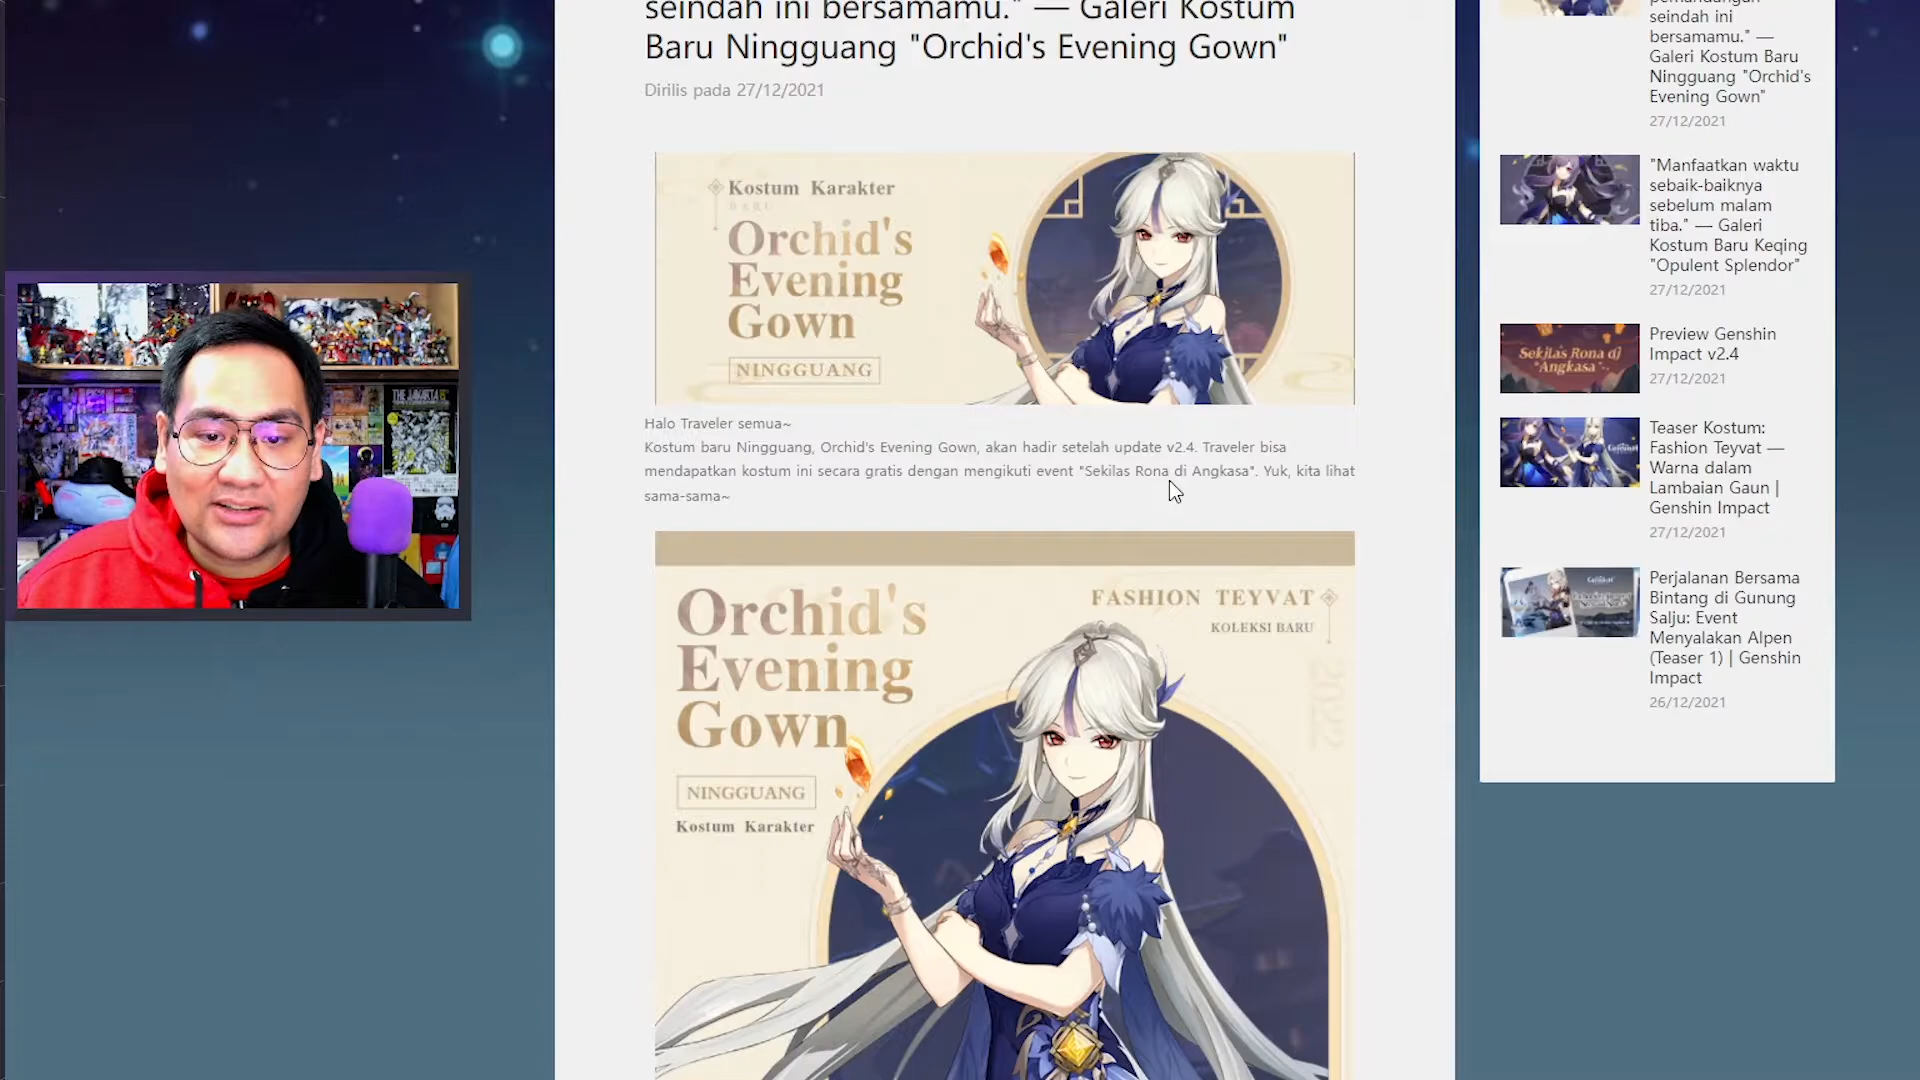 seindah ini bersamamu." — Galeri Kostum
Baru Ningguang "Orchid's Evening Gown"
Dirilis pada 27/12/2021
Kostum Karakter
BARU
Orchid's
Evening
Gown
NINGGUANG
Halo Traveler semua~
Kostum baru Ningguang, Orchid's Evening Gown, akan hadir setelah update v2.4. Traveler bisa
mendapatkan kostum ini secara gratis dengan mengikuti event "Sekilas Rona di Angkasa". Yuk, kita lihat
sama-sama~
Orchid's
Evening
Gown
FASHION TEYVAT
KOLEKSI BARU
2022
NINGGUANG
Kostum Karakter
seindah ini
bersamamu." —
Galeri Kostum Baru
Ningguang "Orchid's
Evening Gown"
27/12/2021
"Manfaatkan waktu
sebaik-baiknya
sebelum malam
tiba." — Galeri
Kostum Baru Keqing
"Opulent Splendor"
27/12/2021
Sekilas Rona di
Angkasa
Preview Genshin
Impact v2.4
27/12/2021
Teaser Kostum:
Fashion Teyvat —
Warna dalam
Lambaian Gaun |
Genshin Impact
27/12/2021
Perjalanan Bersama
Bintang di Gunung
Salju: Event
Menyalakan Alpen
(Teaser 1) | Genshin
Impact
26/12/2021
THE JAKARTA